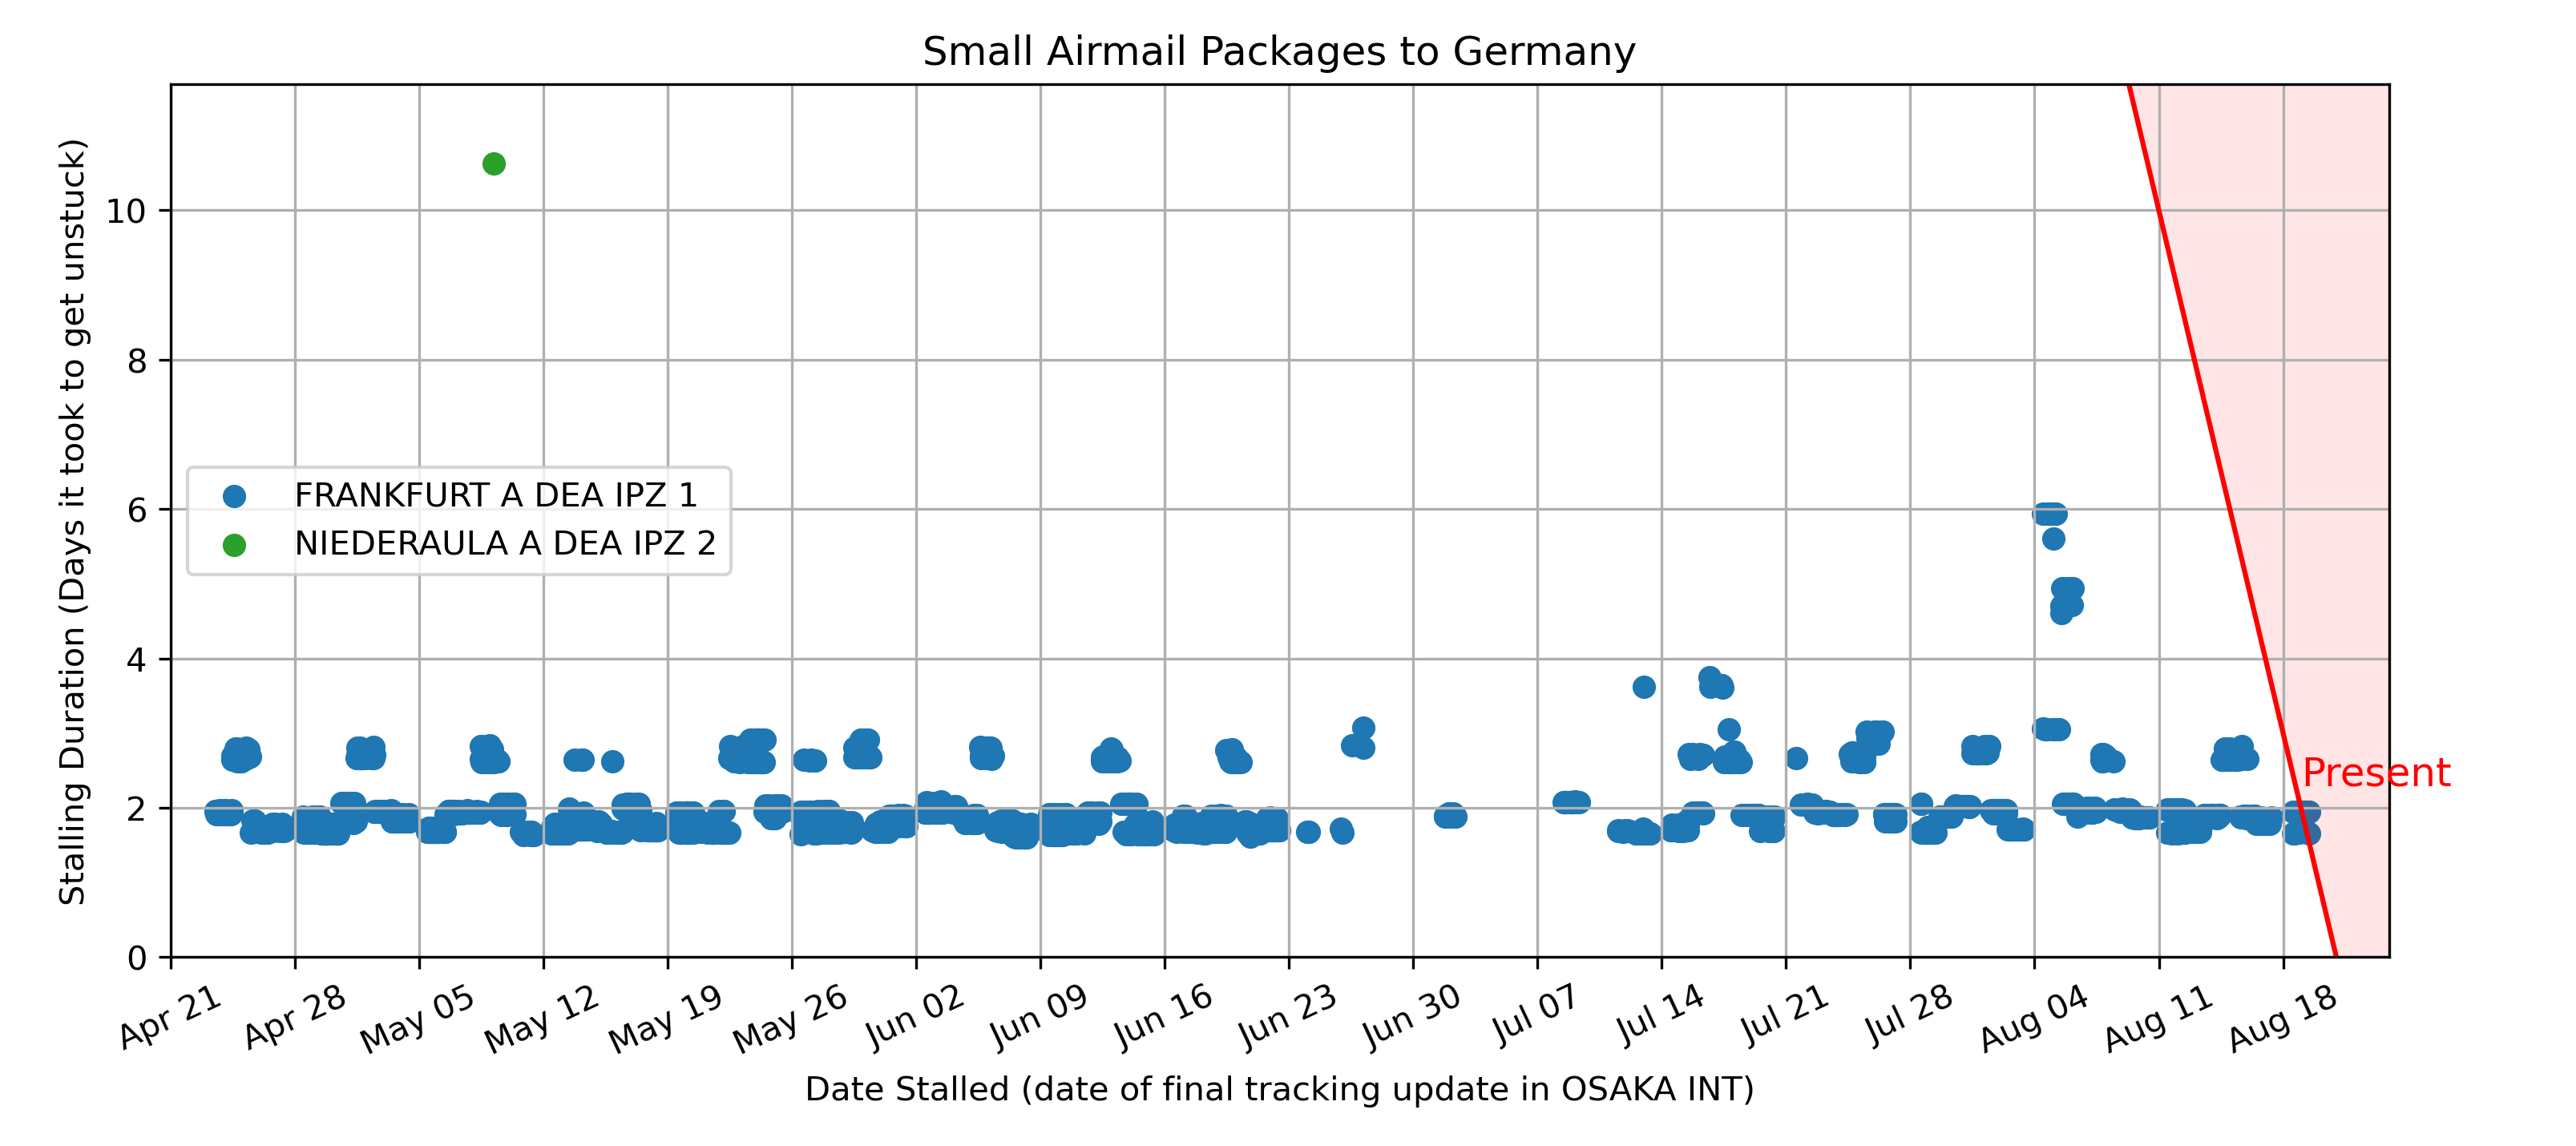 Small Airmail Packages to Germany
Stalling Duration (Days it took to get unstuck)
10
8
6
4
2
0
FRANKFURT A DEA IPZ 1
NIEDERAULA A DEA IPZ 2
Present
Apr 21
Apr 28
May 05
May 12
May 19
May 26
Jun 02
Jun 09
Jun 16
Jun 23
Jun 30
Jul 07
Jul 14
Jul 21
Jul 28
Aug 04
Aug 11
Aug 18
Date Stalled (date of final tracking update in OSAKA INT)